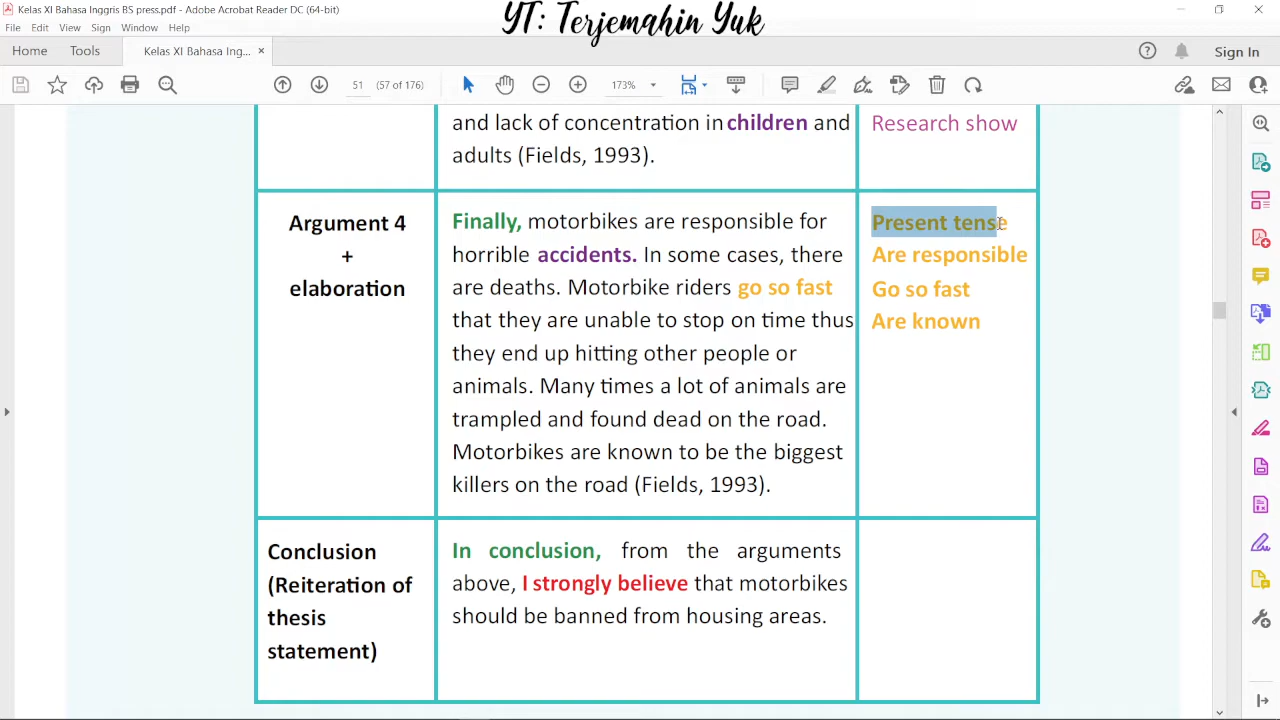 Kelas XI Bahasa Inggris BS press.pdf - Adobe Acrobat Reader DC (64-bit)
YT: Terjemahin Yuk
File Edit View Sign Window Help
Home Tools Kelas XI Bahasa Ing... × Sign In
51 (57 of 176) 173%
and lack of concentration in children and
adults (Fields, 1993).
Research show
Argument 4
+
elaboration
Finally, motorbikes are responsible for
horrible accidents. In some cases, there
are deaths. Motorbike riders go so fast
that they are unable to stop on time thus
they end up hitting other people or
animals. Many times a lot of animals are
trampled and found dead on the road.
Motorbikes are known to be the biggest
killers on the road (Fields, 1993).
Present tense
Are responsible
Go so fast
Are known
Conclusion
(Reiteration of
thesis
statement)
In conclusion, from the arguments
above, I strongly believe that motorbikes
should be banned from housing areas.